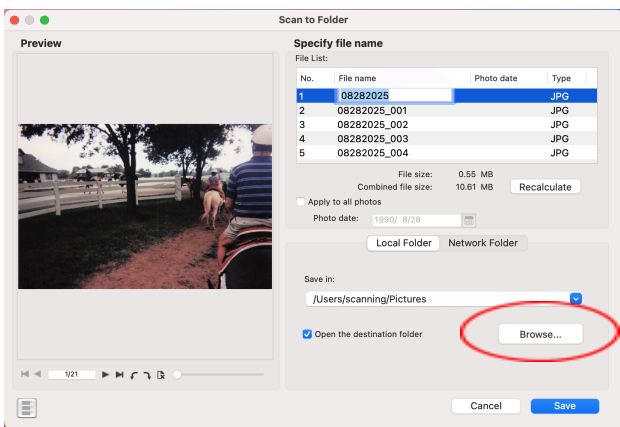 Scan to Folder
Preview
Specify file name
File List:
No. File name Photo date Type
1 08282025 JPG
2 08282025_001 JPG
3 08282025_002 JPG
4 08282025_003 JPG
5 08282025_004 JPG
File size: 0.55 MB
Combined file size: 10.61 MB
Recalculate
Apply to all photos
Photo date: 1990/ 8/28
Local Folder Network Folder
Save in:
/Users/scanning/Pictures
Open the destination folder
Browse...
1/21
Cancel Save